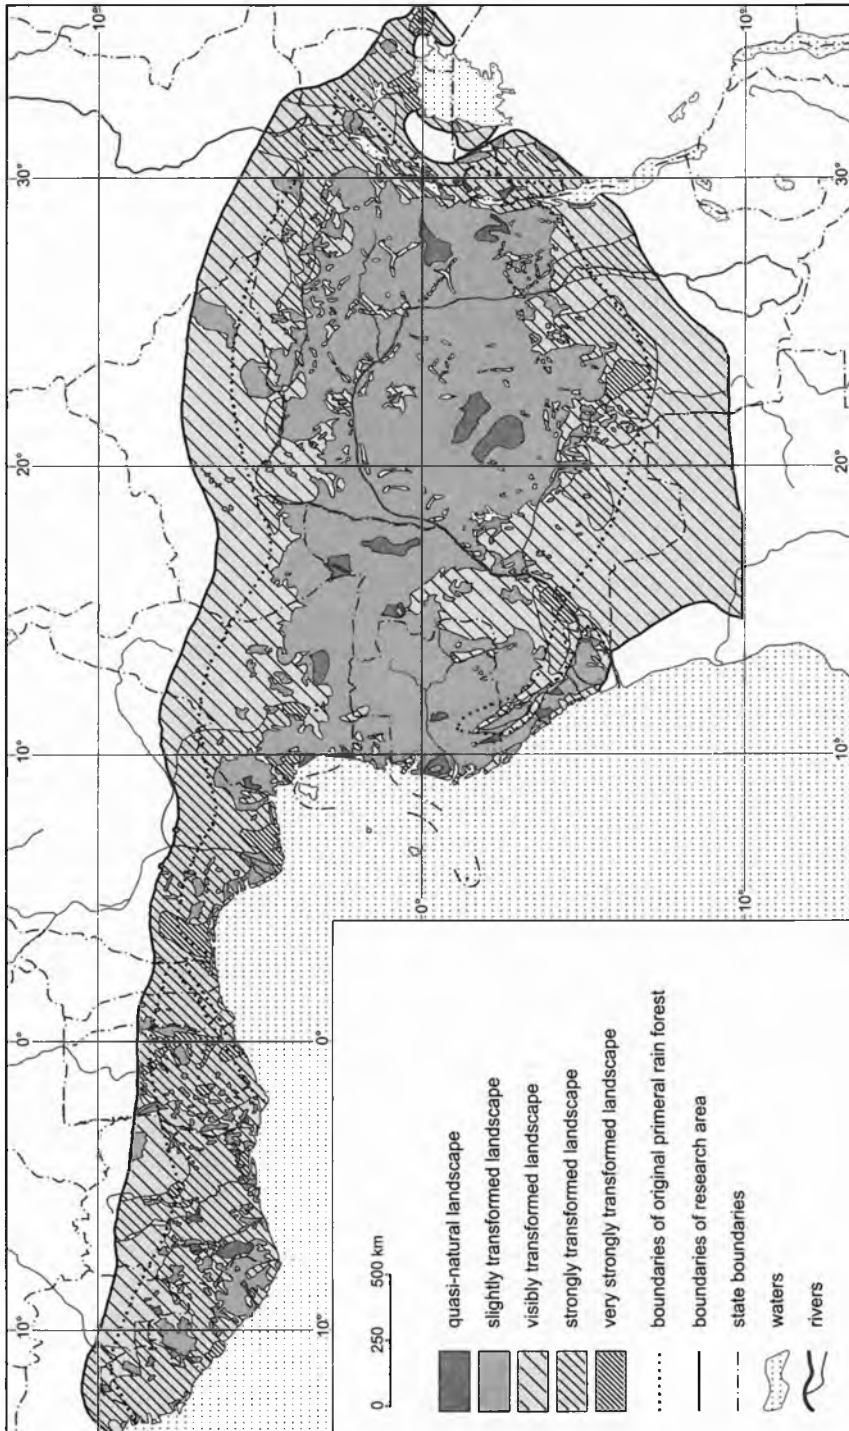 10° 0° 10° 20° 30°
10°
0° 0°
10° 0°
10° 10°
10° 20° 30°
0 250 500 km
quasi-natural landscape
slightly transformed landscape
visibly transformed landscape
strongly transformed landscape
very strongly transformed landscape
boundaries of original primeral rain forest
boundaries of research area
state boundaries
waters
rivers